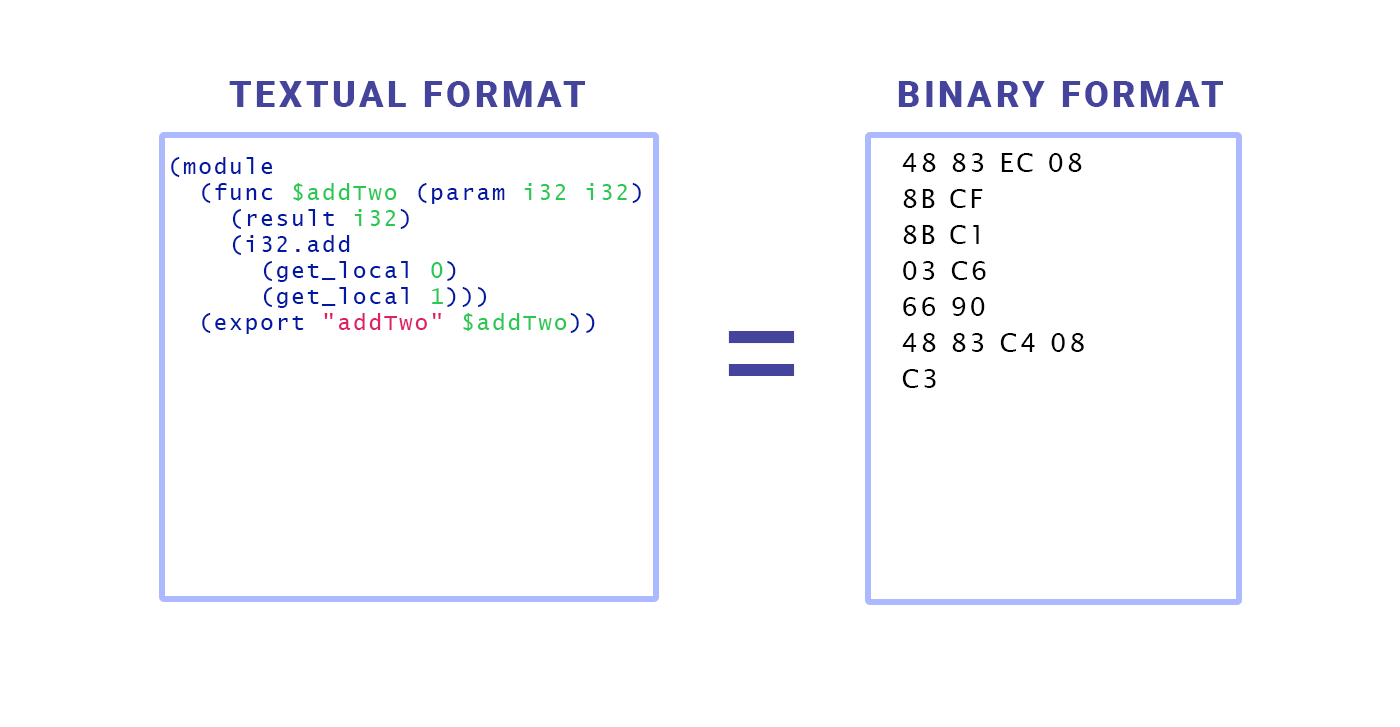 TEXTUAL FORMAT
(module
  (func $addTwo (param i32 i32)
    (result i32)
    (i32.add
      (get_local 0)
      (get_local 1)))
  (export "addTwo" $addTwo))
=
BINARY FORMAT
48 83 EC 08
8B CF
8B C1
03 C6
66 90
48 83 C4 08
C3